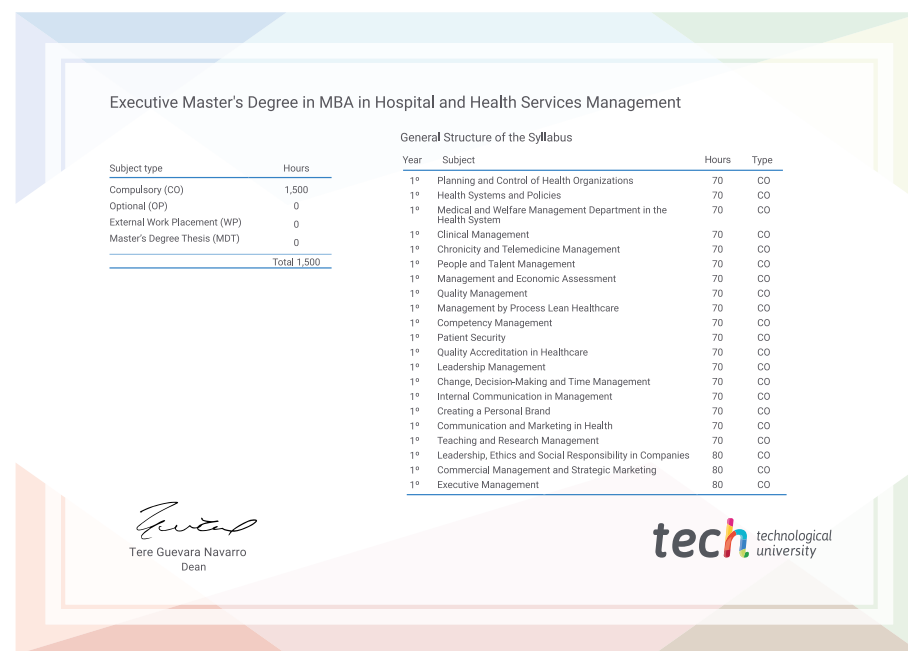 Executive Master's Degree in MBA in Hospital and Health Services Management
Subject type Hours
Compulsory (CO) 1,500
Optional (OP) 0
External Work Placement (WP) 0
Master's Degree Thesis (MDT) 0
Total 1,500
General Structure of the Syllabus
Year Subject Hours Type
1º Planning and Control of Health Organizations 70 CO
1º Health Systems and Policies 70 CO
1º Medical and Welfare Management Department in the 70 CO
Health System
1º Clinical Management 70 CO
1º Chronicity and Telemedicine Management 70 CO
1º People and Talent Management 70 CO
1º Management and Economic Assessment 70 CO
1º Quality Management 70 CO
1º Management by Process Lean Healthcare 70 CO
1º Competency Management 70 CO
1º Patient Security 70 CO
1º Quality Accreditation in Healthcare 70 CO
1º Leadership Management 70 CO
1º Change, Decision-Making and Time Management 70 CO
1º Internal Communication in Management 70 CO
1º Creating a Personal Brand 70 CO
1º Communication and Marketing in Health 70 CO
1º Teaching and Research Management 70 CO
1º Leadership, Ethics and Social Responsibility in Companies 80 CO
1º Commercial Management and Strategic Marketing 80 CO
1º Executive Management 80 CO
Tere Guevara Navarro
Dean
tech technological
university